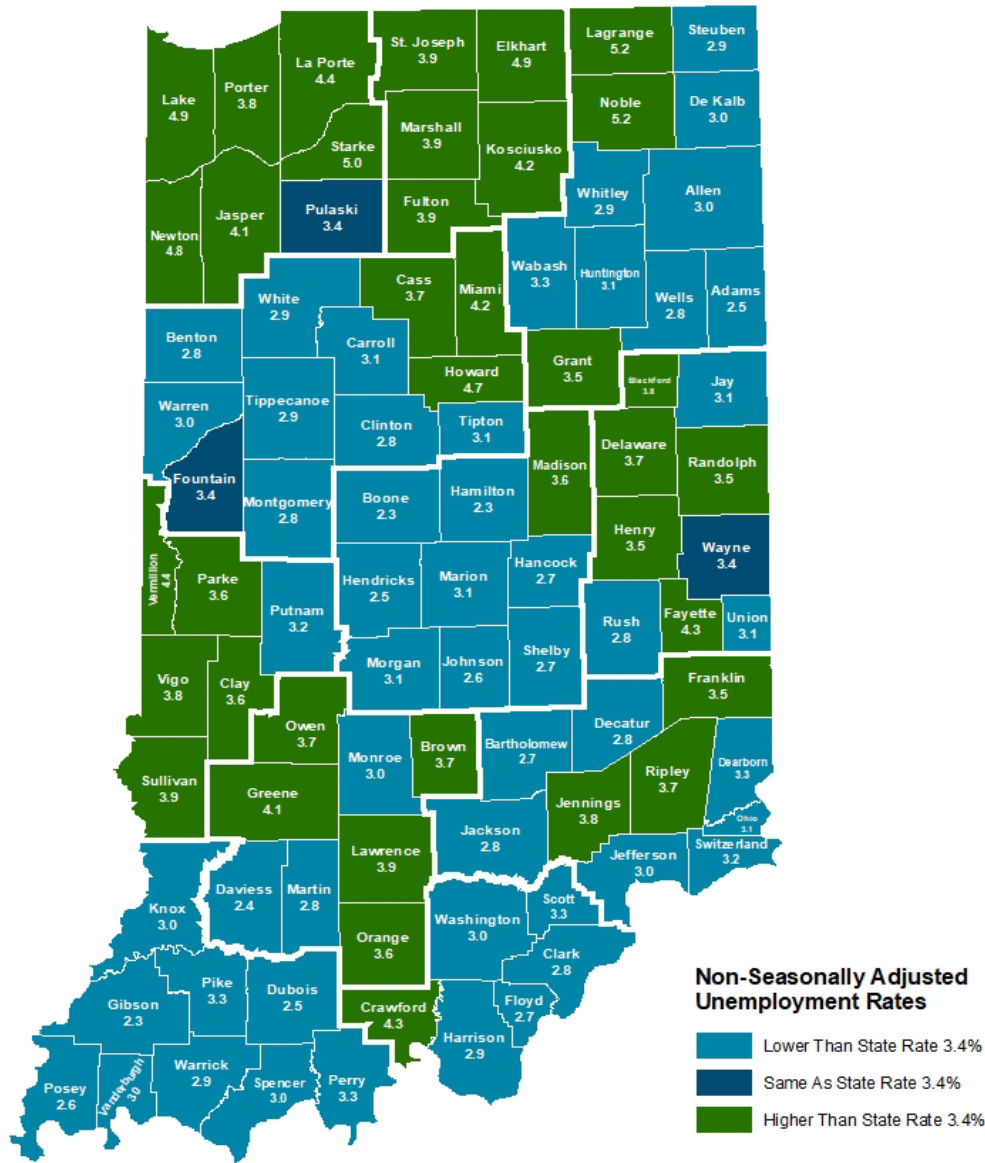 Lagrange
5.2
Steuben
2.9
St. Joseph
3.9
Elkhart
4.9
La Porte
4.4
Porter
3.8
Lake
4.9
Noble
5.2
De Kalb
3.0
Marshall
3.9
Starke
5.0
Kosciusko
4.2
Whitley
2.9
Allen
3.0
Fulton
3.9
Pulaski
3.4
Jasper
4.1
Newton
4.8
Wabash
3.3
Huntington
3.1
Wells
2.8
Adams
2.5
Cass
3.7
Miami
4.2
White
2.9
Benton
2.8
Carroll
3.1
Howard
4.7
Grant
3.5
Blackford
3.8
Jay
3.1
Warren
3.0
Tippecanoe
2.9
Clinton
2.8
Tipton
3.1
Delaware
3.7
Randolph
3.5
Madison
3.6
Fountain
3.4
Montgomery
2.8
Boone
2.3
Hamilton
2.3
Henry
3.5
Wayne
3.4
Vermillion
4.4
Parke
3.6
Putnam
3.2
Hendricks
2.5
Marion
3.1
Hancock
2.7
Rush
2.8
Fayette
4.3
Union
3.1
Vigo
3.8
Clay
3.6
Morgan
3.1
Johnson
2.6
Shelby
2.7
Franklin
3.5
Owen
3.7
Monroe
3.0
Brown
3.7
Bartholomew
2.7
Decatur
2.8
Sullivan
3.9
Greene
4.1
Ripley
3.7
Dearborn
3.3
Jennings
3.8
Ohio
3.1
Switzerland
3.2
Jackson
2.8
Jefferson
3.0
Lawrence
3.9
Knox
3.0
Daviess
2.4
Martin
2.8
Washington
3.0
Scott
3.3
Orange
3.6
Clark
2.8
Gibson
2.3
Pike
3.3
Dubois
2.5
Crawford
4.3
Floyd
2.7
Harrison
2.9
Posey
2.6
Vanderburgh
3.0
Warrick
2.9
Spencer
3.0
Perry
3.3
Non-Seasonally Adjusted
Unemployment Rates
Lower Than State Rate 3.4%
Same As State Rate 3.4%
Higher Than State Rate 3.4%